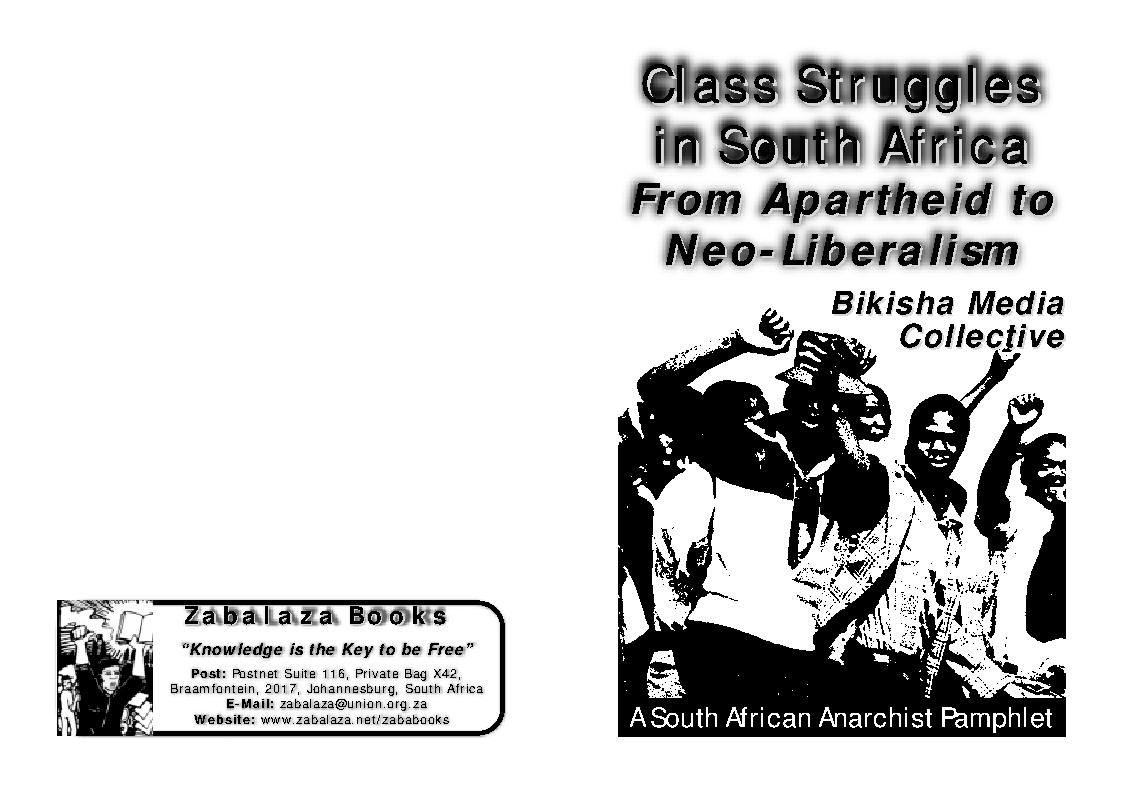 Class Struggles
in South Africa
From Apartheid to
Neo-Liberalism
Bikisha Media
Collective
A South African Anarchist Pamphlet
ZabaLaza Books
“Knowledge is the Key to be Free”
Post: Postnet Suite 116, Private Bag X42,
Braamfontein, 2017, Johannesburg, South Africa
E-Mail: zabalaza@union.org.za
Website: www.zabalaza.net/zababooks